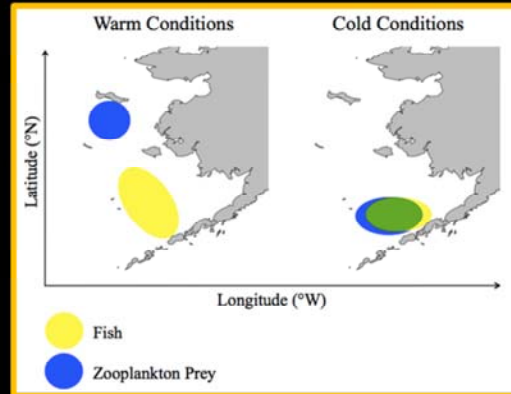 Warm Conditions
Cold Conditions
Latitude (°N)
Longitude (°W)
Fish
Zooplankton Prey